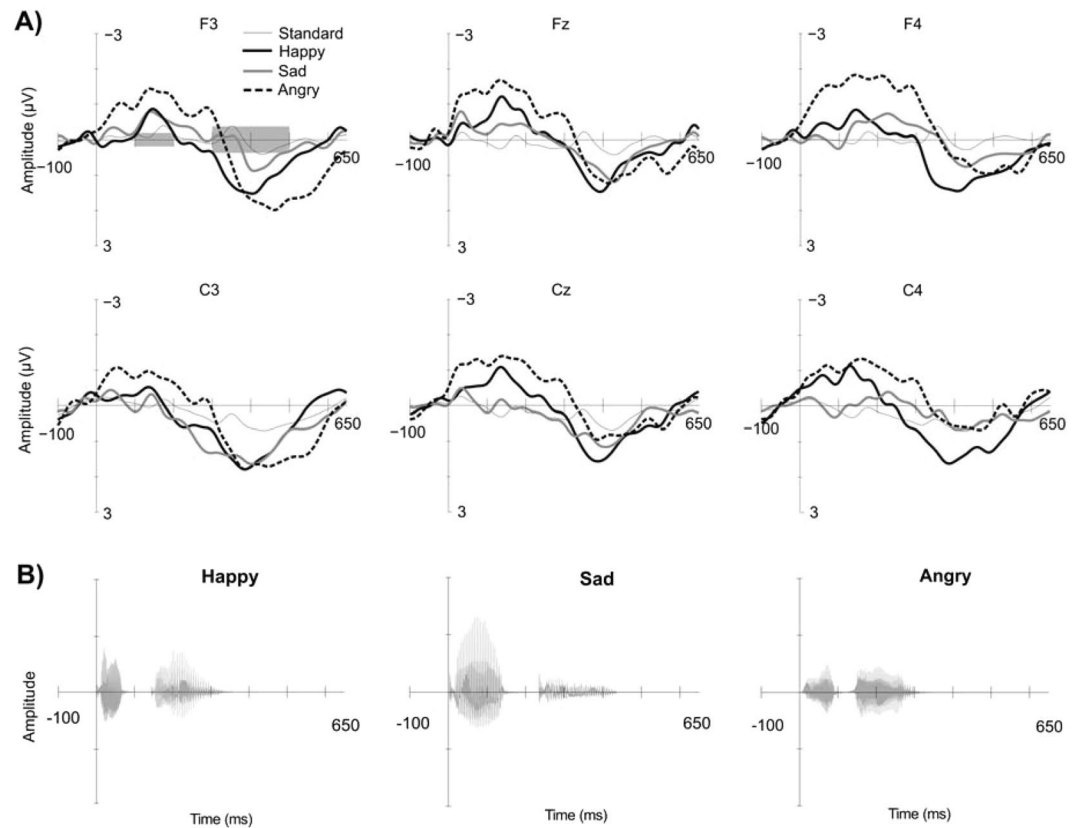 A)
F3
Fz
F4
−3
−3
−3
Standard
Happy
Sad
Angry
Amplitude (µV)
−100
650
−100
650
−100
650
3
3
3
C3
Cz
C4
−3
−3
−3
Amplitude (µV)
−100
650
−100
650
−100
650
3
3
3
B)
Happy
Sad
Angry
Amplitude
-100
650
-100
650
-100
650
Time (ms)
Time (ms)
Time (ms)